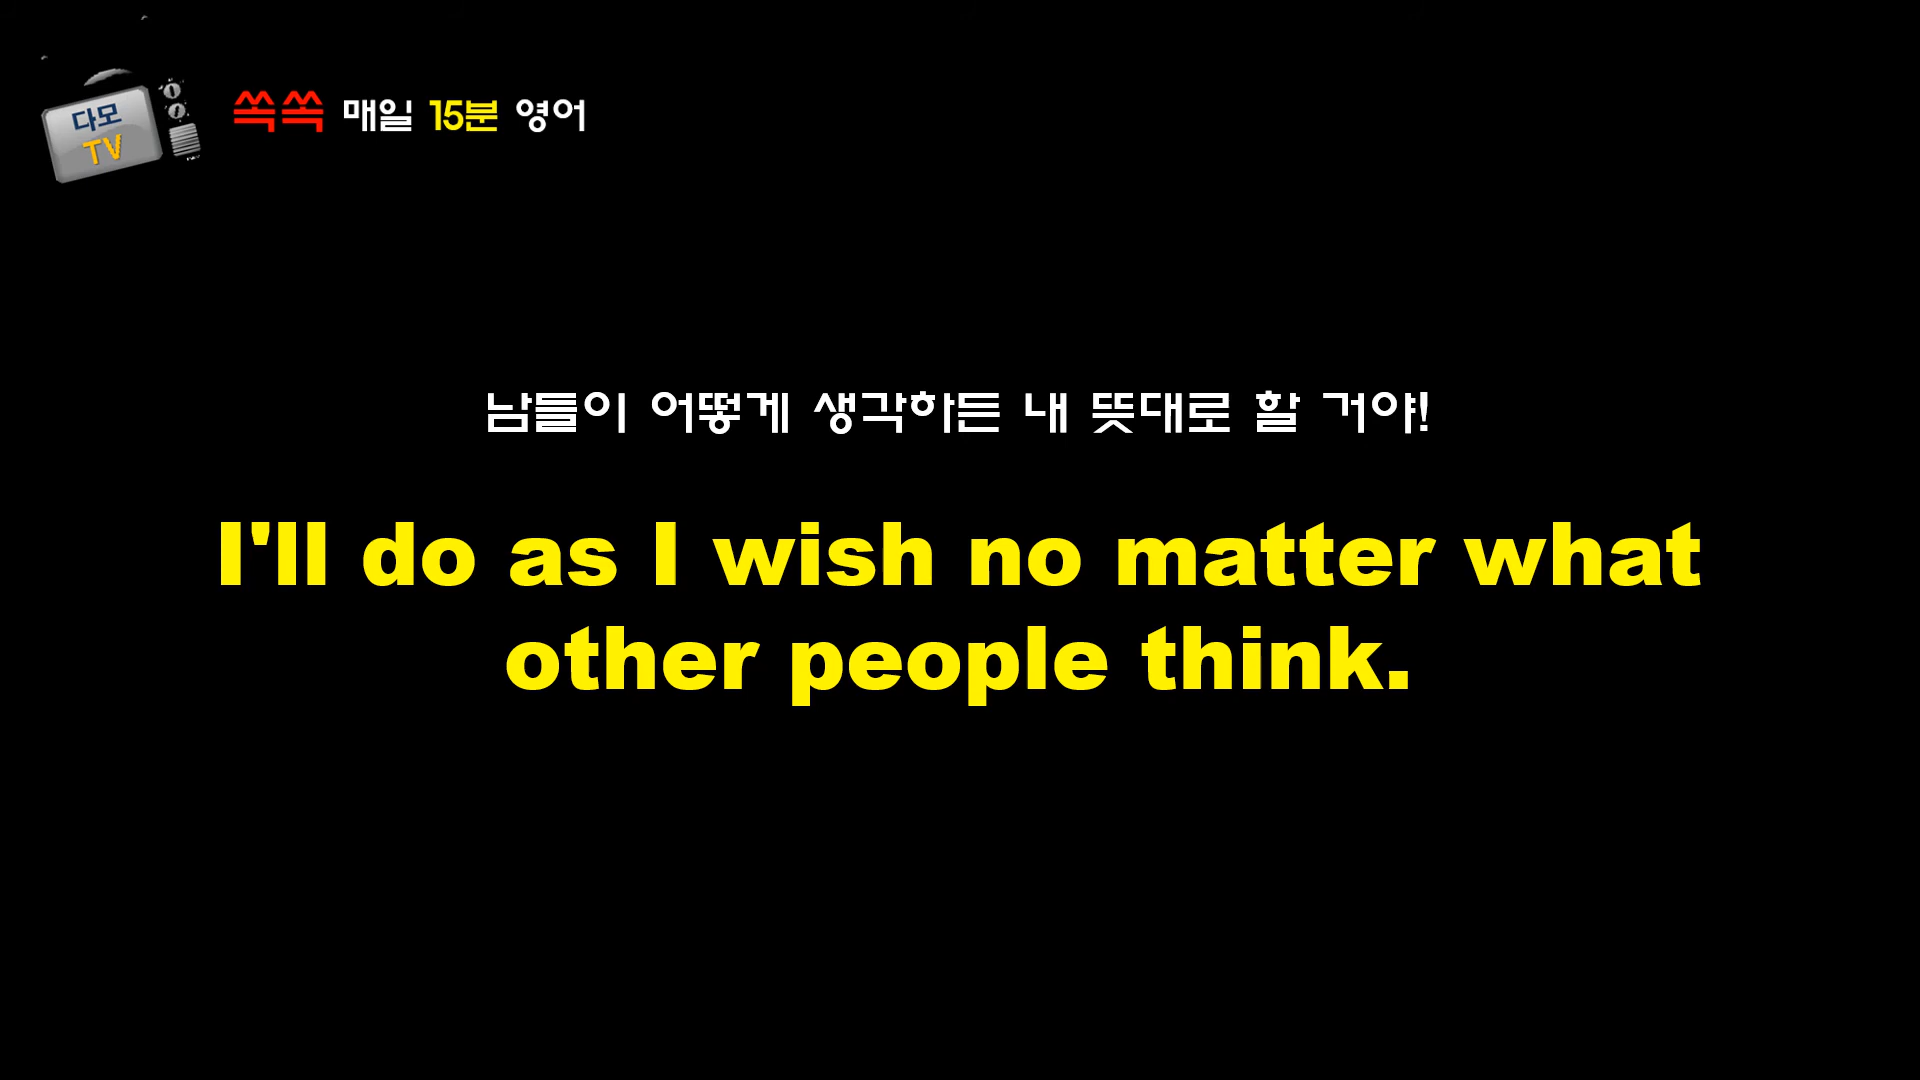 다모
TV
쏙쏙 매일 15분 영어
남들이 어떻게 생각하든 내 뜻대로 할 거야!
I'll do as I wish no matter what
other people think.